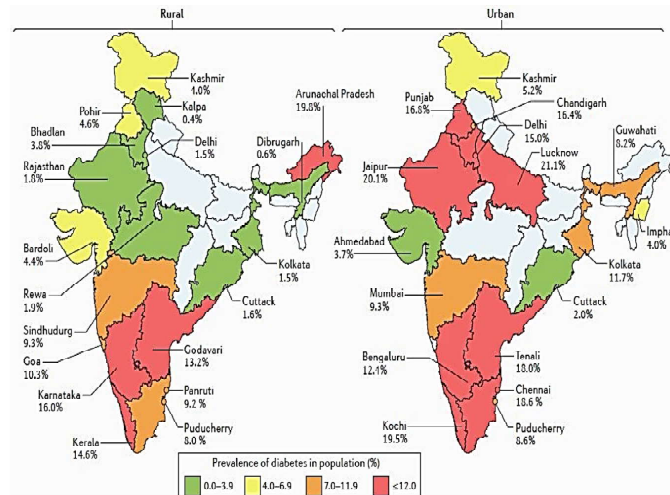 Rural
Kashmir
4.0%
Pohir
4.6%
Kalpa
0.4%
Arunachal Pradesh
19.8%
Bhadlan
3.8%
Delhi
1.5%
Dibrugarh
0.6%
Rajasthan
1.8%
Bardoli
4.4%
Rewa
1.9%
Kolkata
1.5%
Cuttack
1.6%
Sindhudurg
9.3%
Goa
10.3%
Godavari
13.2%
Karnataka
16.0%
Panruti
9.2 %
Puducherry
8.0 %
Kerala
14.6%
Urban
Kashmir
5.2%
Punjab
16.8%
Chandigarh
16.4%
Delhi
15.0%
Guwahati
8.2%
Lucknow
21.1%
Jaipur
20.1%
Imphal
4.0%
Ahmedabad
3.7%
Kolkata
11.7%
Mumbai
9.3%
Cuttack
2.0%
Bengaluru
12.4%
Tenali
18.0%
Chennai
18.6 %
Puducherry
8.6%
Kochi
19.5%
Prevalence of diabetes in population (%)
0.0–3.9 4.0–6.9 7.0–11.9 <12.0